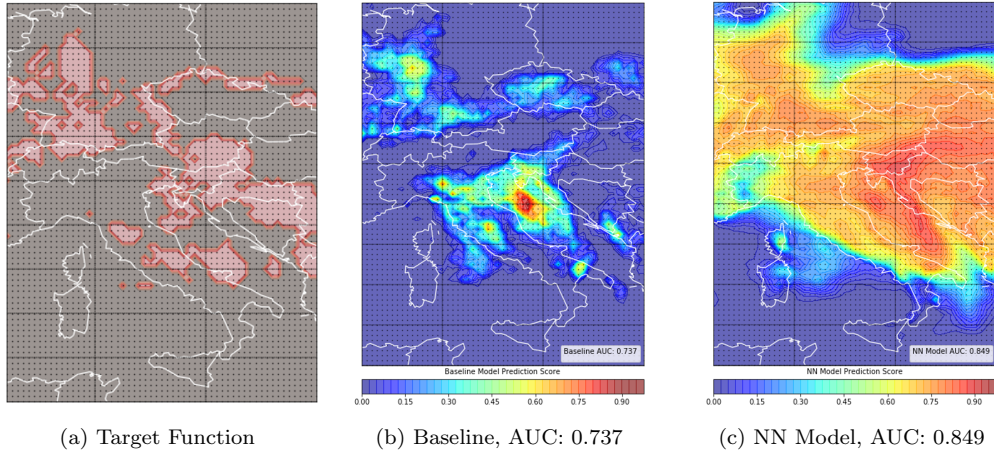 Baseline AUC: 0.737
NN Model AUC: 0.849
Baseline Model Prediction Score
NN Model Prediction Score
0.00 0.15 0.30 0.45 0.60 0.75 0.90
0.00 0.15 0.30 0.45 0.60 0.75 0.90
(a) Target Function
(b) Baseline, AUC: 0.737
(c) NN Model, AUC: 0.849